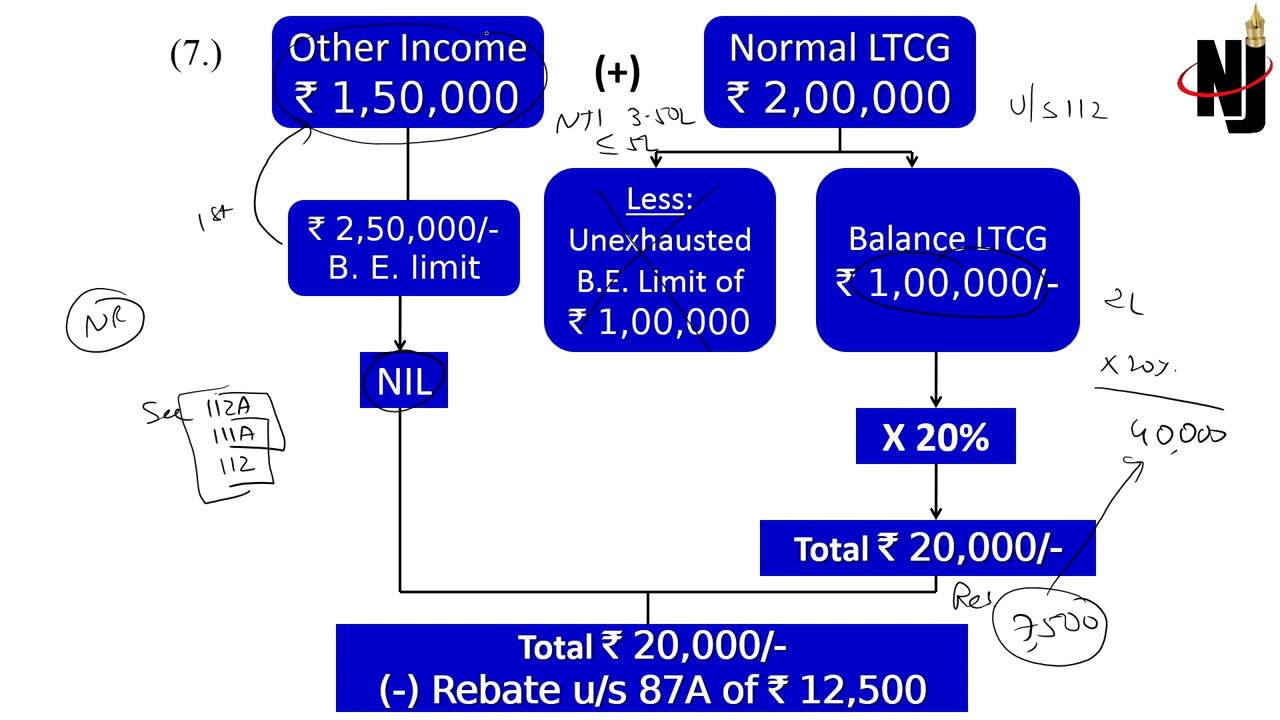 (7.)
Other Income
₹ 1,50,000
(+)
Normal LTCG
₹ 2,00,000
U/s 112
NJ
NTI 3.50L
≤ 5L
1st
₹ 2,50,000/-
B. E. limit
Less:
Unexhausted
B.E. Limit of
₹ 1,00,000
Balance LTCG
₹ 1,00,000/-
2L
X 20%.
40,000
NR
NIL
Sec 112A
111A
112
X 20%
Total ₹ 20,000/-
Res
7,500
Total ₹ 20,000/-
(-) Rebate u/s 87A of ₹ 12,500